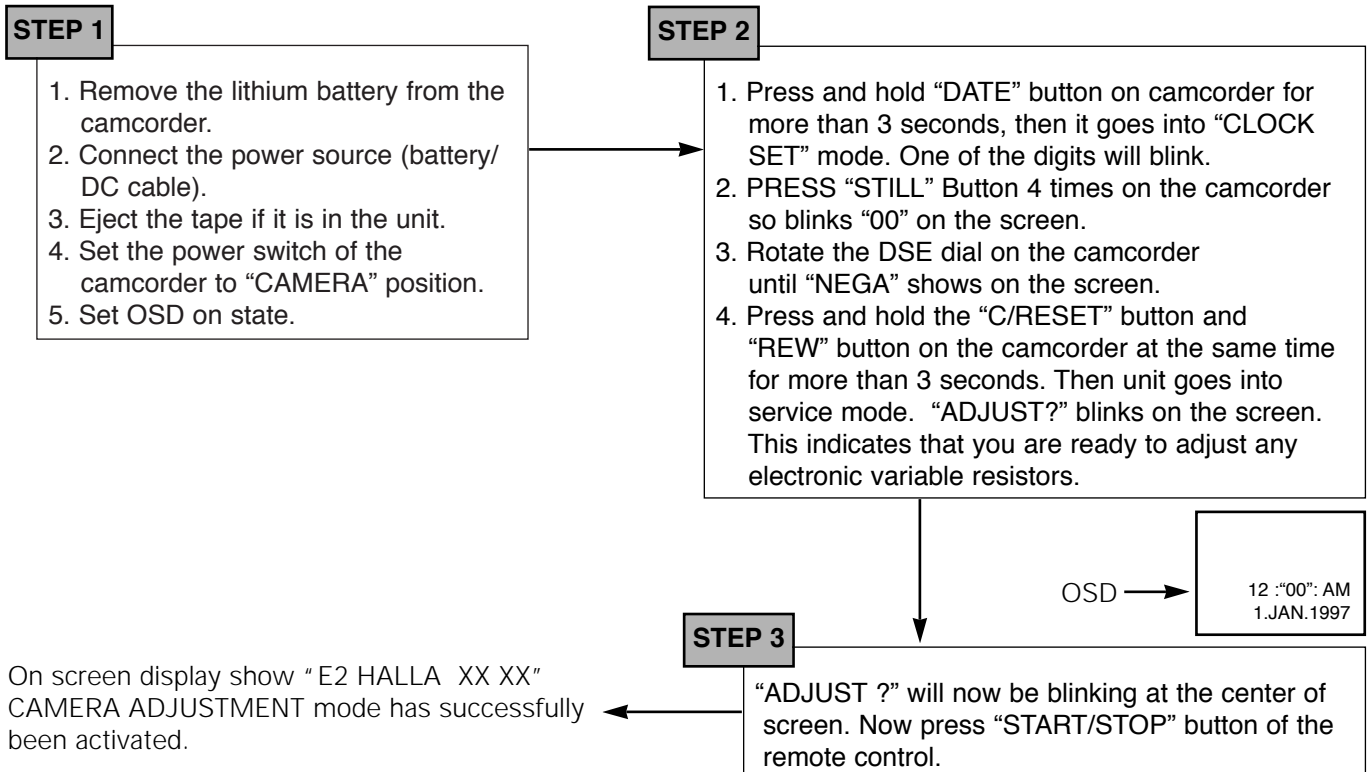 STEP 1
1. Remove the lithium battery from the
camcorder.
2. Connect the power source (battery/
DC cable).
3. Eject the tape if it is in the unit.
4. Set the power switch of the
camcorder to “CAMERA” position.
5. Set OSD on state.
STEP 2
1. Press and hold “DATE” button on camcorder for
more than 3 seconds, then it goes into “CLOCK
SET” mode. One of the digits will blink.
2. PRESS “STILL” Button 4 times on the camcorder
so blinks “00” on the screen.
3. Rotate the DSE dial on the camcorder
until “NEGA” shows on the screen.
4. Press and hold the “C/RESET” button and
“REW” button on the camcorder at the same time
for more than 3 seconds. Then unit goes into
service mode. “ADJUST?” blinks on the screen.
This indicates that you are ready to adjust any
electronic variable resistors.
OSD
12 :“00”: AM
1.JAN.1997
STEP 3
“ADJUST ?” will now be blinking at the center of
screen. Now press “START/STOP” button of the
remote control.
On screen display show “E2 HALLA XX XX”
CAMERA ADJUSTMENT mode has successfully
been activated.